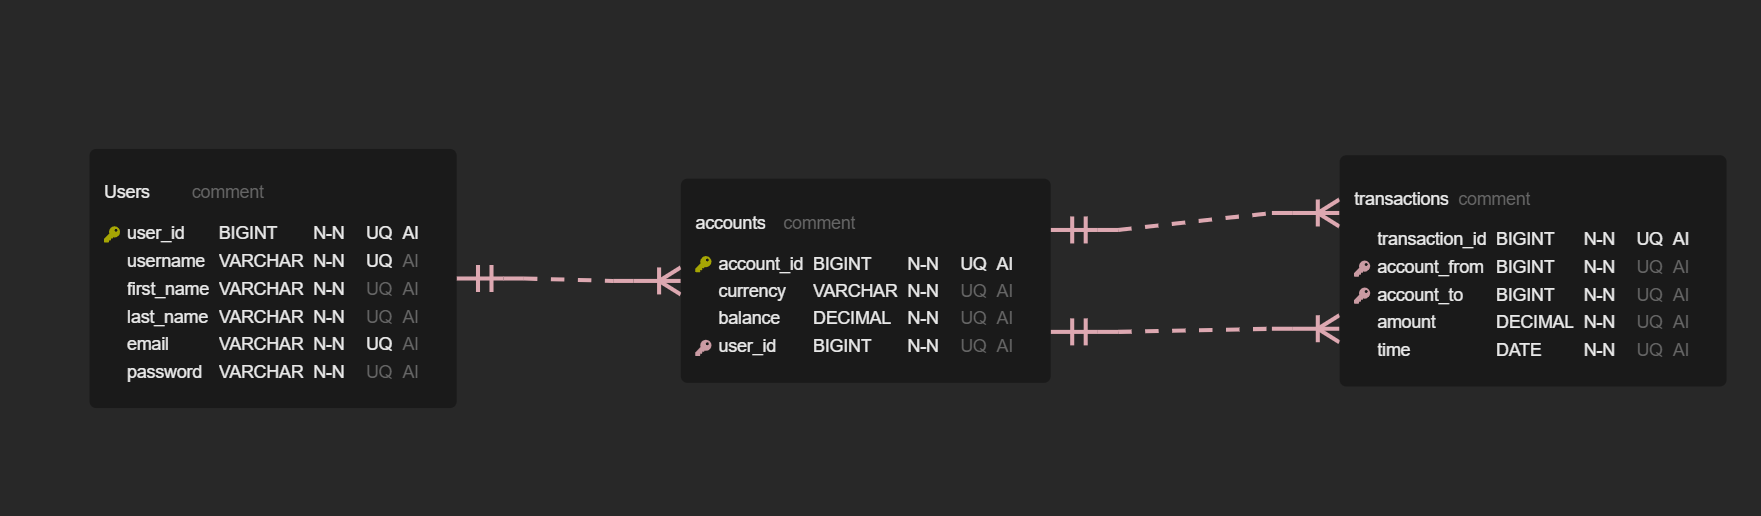 Users comment
user_id BIGINT N-N UQ AI
username VARCHAR N-N UQ AI
first_name VARCHAR N-N UQ AI
last_name VARCHAR N-N UQ AI
email VARCHAR N-N UQ AI
password VARCHAR N-N UQ AI
accounts comment
account_id BIGINT N-N UQ AI
currency VARCHAR N-N UQ AI
balance DECIMAL N-N UQ AI
user_id BIGINT N-N UQ AI
transactions comment
transaction_id BIGINT N-N UQ AI
account_from BIGINT N-N UQ AI
account_to BIGINT N-N UQ AI
amount DECIMAL N-N UQ AI
time DATE N-N UQ AI